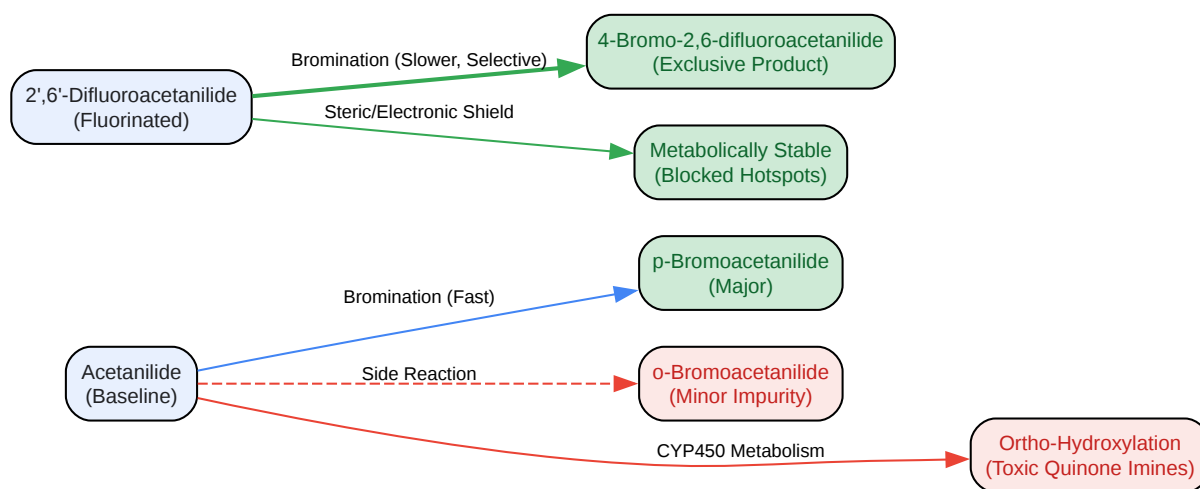 4-Bromo-2,6-difluoroacetanilide
(Exclusive Product)
Bromination (Slower, Selective)
2',6'-Difluoroacetanilide
(Fluorinated)
Steric/Electronic Shield
Metabolically Stable
(Blocked Hotspots)
p-Bromoacetanilide
(Major)
Bromination (Fast)
Acetanilide
(Baseline)
Side Reaction
o-Bromoacetanilide
(Minor Impurity)
CYP450 Metabolism
Ortho-Hydroxylation
(Toxic Quinone Imines)